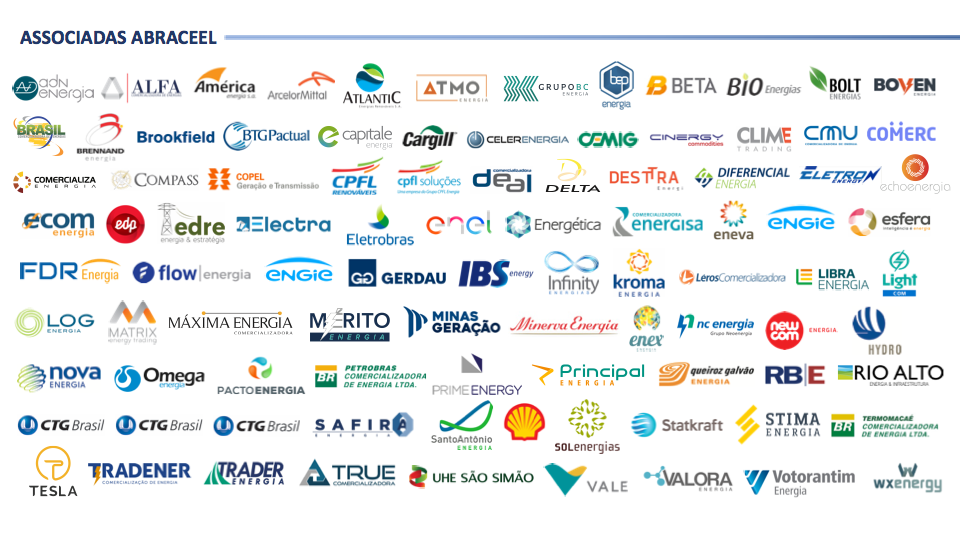 ASSOCIADAS ABRACEEL
adn energia
ALFA
América energia s.a.
ArcelorMittal
ATLANTIC
ATMO ENERGIA
GRUPOBC ENERGIA
bep energia
BETA
BIO Energias
BOLT ENERGIAS
BOVEN ENERGIA
BRASIL
BRENNAND energia
Brookfield
BTGPactual
capitale energia
Cargill
CELERENERGIA
CEMIG
CINERGY commodities
CLIME TRADING
CMU COMERCIALIZADORA DE ENERGIA
COMERC
COMERCIALIZA ENERGIA
COMPASS
COPEL Geração e Transmissão
CPFL RENOVÁVEIS
cpfl soluções
Uma empresa do Grupo CPFL Energia
comercializadora deal
DELTA ENERGIA
DESTTRA Energi
DIFERENCIAL ENERGIA
ELETRON ENERGY
echoenergia
ecom energia
edp
edre energia & estratégia
Electra
Eletrobras
enel
Energética
COMERCIALIZADORA energisa
eneva
ENGIE
esfera inteligência é energia
FDR Energia
flow energia
ENGIE
GERDAU
IBS energy
Infinity ENERGIES
kroma ENERGIA
LerosComercializadora
LIBRA ENERGIA
Light COM
LOG ENERGIA
MATRIX energy trading
MÁXIMA ENERGIA COMERCIALIZADORA
MÉRITO ENERGIA
MINAS GERAÇÃO
Minerva Energia
enex ENERGY
nc energia
Grupo Neoenergia
new com ENERGIA.
HYDRO
nova ENERGIA
Omega energia
PACTOENERGIA
BR PETROBRAS COMERCIALIZADORA DE ENERGIA LTDA.
PRIME ENERGY
Principal ENERGIA
queiroz galvão ENERGIA
RB|E
RIO ALTO ENERGIA & INFRAESTRUTURA
CTG Brasil
CTG Brasil
CTG Brasil
SAFIRA ENERGIA
SantoAntônio ENERGIA
SOLenergias
Statkraft
STIMA ENERGIA
BR TERMOMACAÉ COMERCIALIZADORA DE ENERGIA LTDA.
TESLA
TRADENER COMERCIALIZAÇÃO DE ENERGIA
TRADER ENERGIA
TRUE COMERCIALIZADORA
UHE SÃO SIMÃO
VALE
VALORA ENERGIA
Votorantim Energia
wxenergy